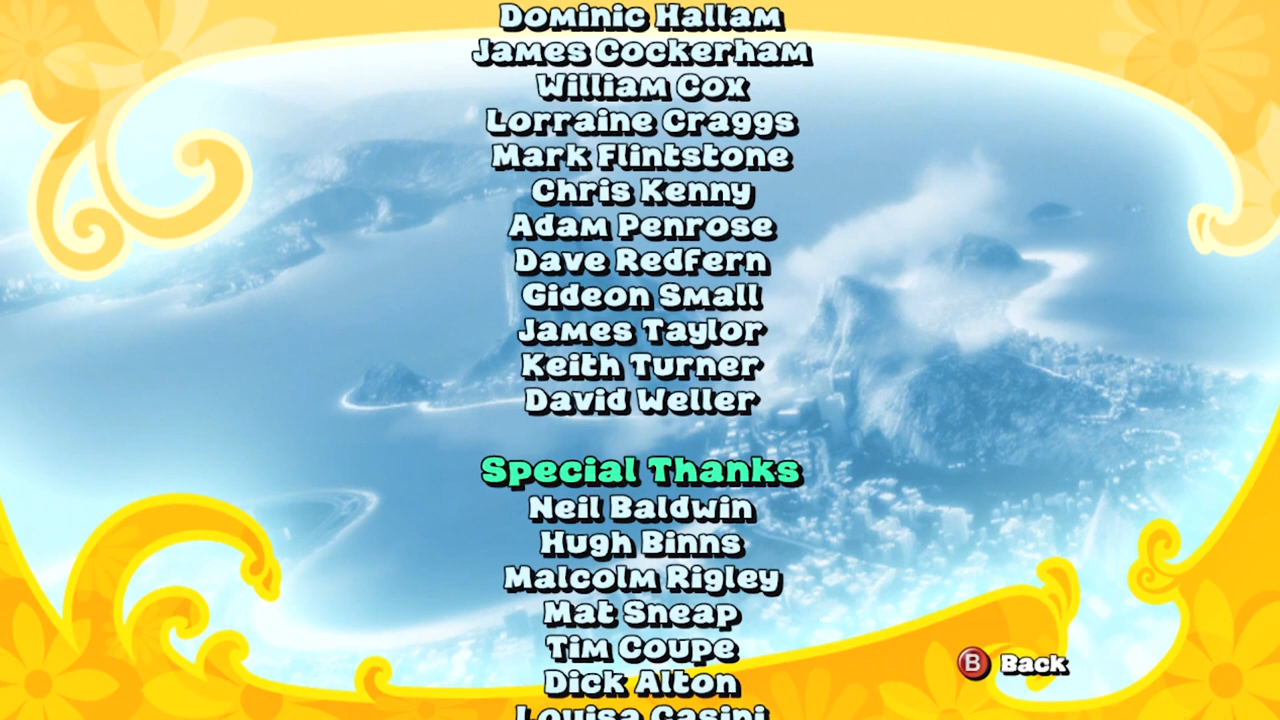 Dominic Hallam
James Cockerham
William Cox
Lorraine Craggs
Mark Flintstone
Chris Kenny
Adam Penrose
Dave Redfern
Gideon Small
James Taylor
Keith Turner
David Weller
Special Thanks
Neil Baldwin
Hugh Binns
Malcolm Rigley
Mat Sneap
Tim Coupe
Dick Alton
Louisa Casini
B Back